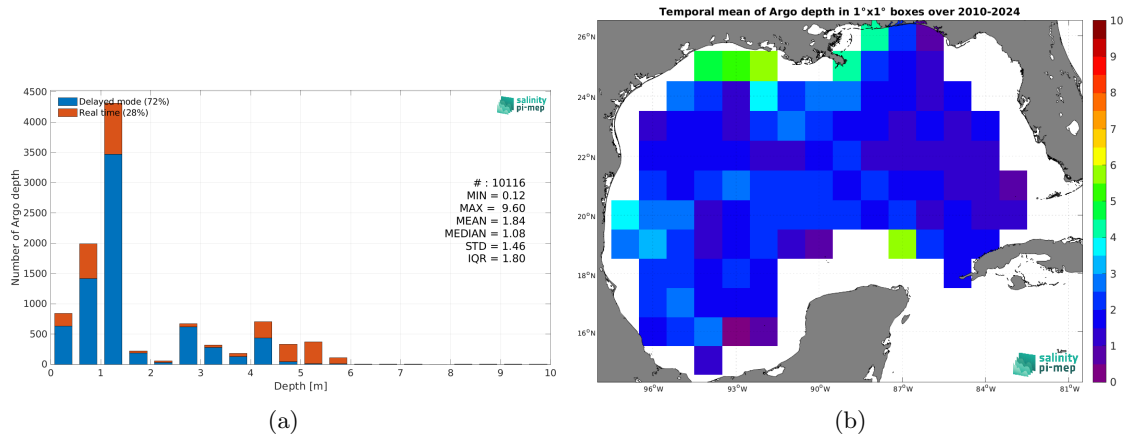 Delayed mode (72%)
Real time (28%)
salinity
pi-mep
# : 10116
MIN = 0.12
MAX = 9.60
MEAN = 1.84
MEDIAN = 1.08
STD = 1.46
IQR = 1.80
Number of Argo depth
4500
4000
3500
3000
2500
2000
1500
1000
500
0
0 1 2 3 4 5 6 7 8 9 10
Depth [m]
(a)
Temporal mean of Argo depth in 1°x1° boxes over 2010-2024
26°N
24°N
22°N
20°N
18°N
16°N
96°W 93°W 90°W 87°W 84°W 81°W
salinity
pi-mep
10
9
8
7
6
5
4
3
2
1
0
(b)